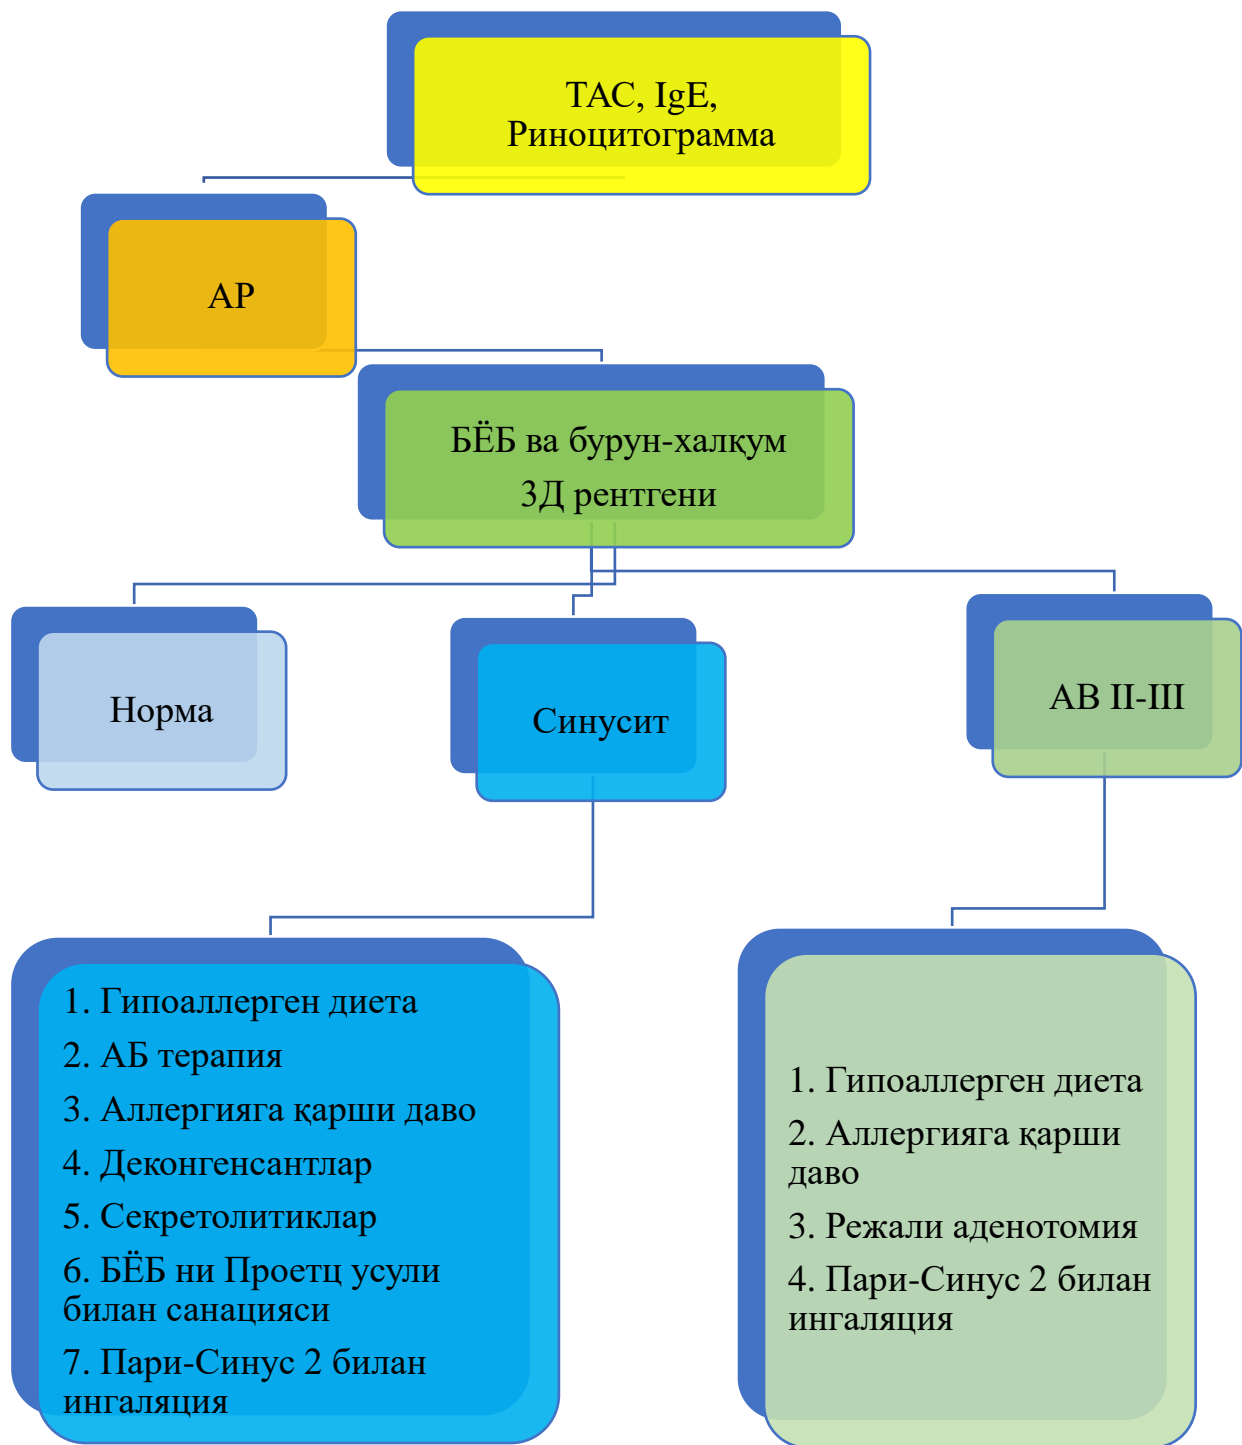 ТАС, IgE,
Риноцитограмма
АР
БЁБ ва бурун-халқум
3Д рентгени
Норма
Синусит
АВ II-III
1. Гипоаллерген диета
2. АБ терапия
3. Аллергияга қарши даво
4. Деконгенсантлар
5. Секретолитиклар
6. БЁБ ни Проетц усули
билан санацияси
7. Пари-Синус 2 билан
ингаляция
1. Гипоаллерген диета
2. Аллергияга қарши
даво
3. Режали аденотомия
4. Пари-Синус 2 билан
ингаляция